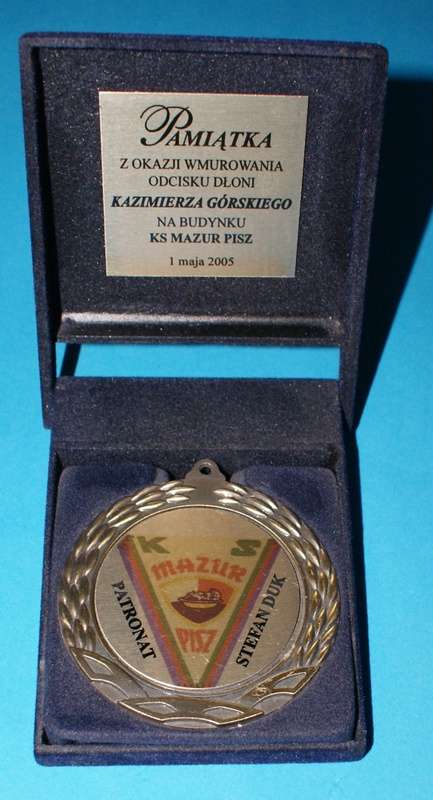 PAMIĄTKA
Z OKAZJI WMUROWANIA
ODCISKU DŁONI
KAZIMIERZA GÓRSKIEGO
NA BUDYNKU
KS MAZUR PISZ
1 maja 2005
K S
MAZUR
PISZ
PATRONAT
STEFAN DUK